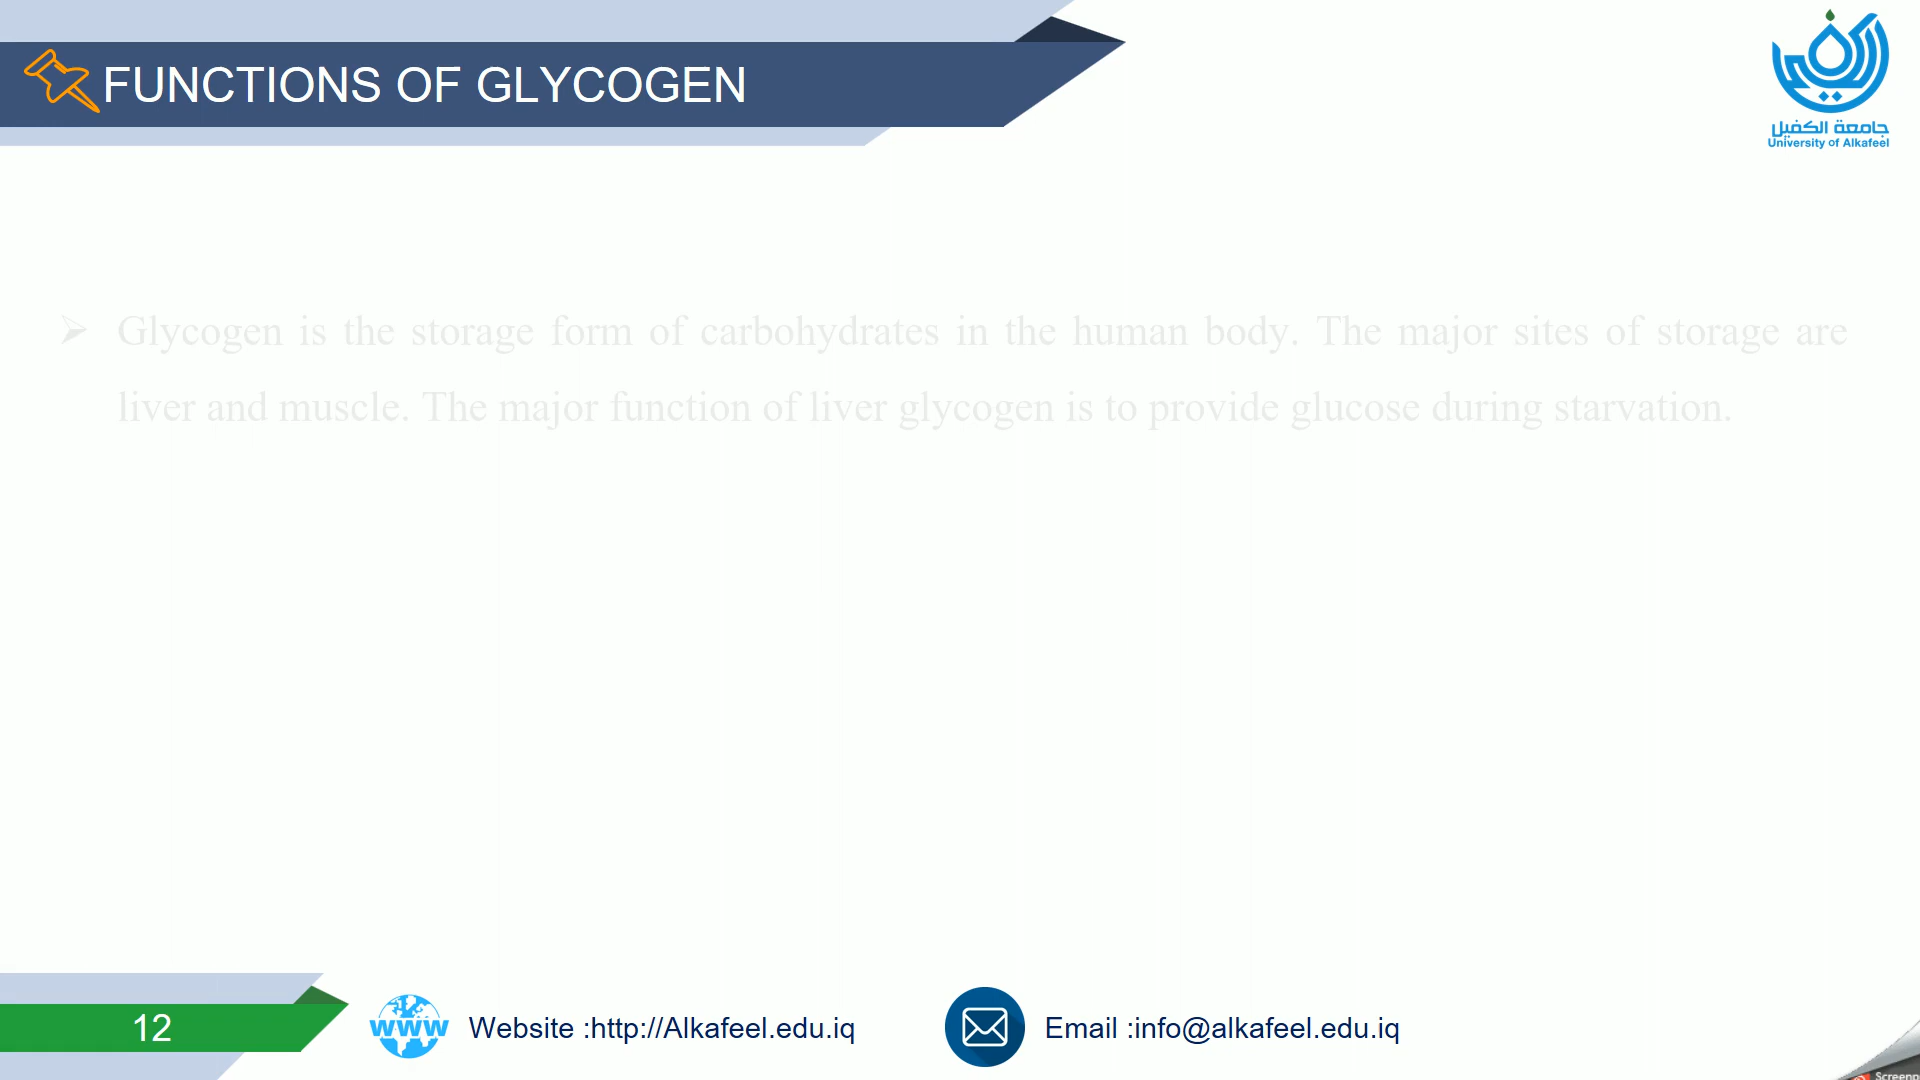 FUNCTIONS OF GLYCOGEN
جامعة الكفيل
University of Alkafeel
➢ Glycogen is the storage form of carbohydrates in the human body. The major sites of storage are
liver and muscle. The major function of liver glycogen is to provide glucose during starvation.
12
www
Website :http://Alkafeel.edu.iq
Email :info@alkafeel.edu.iq